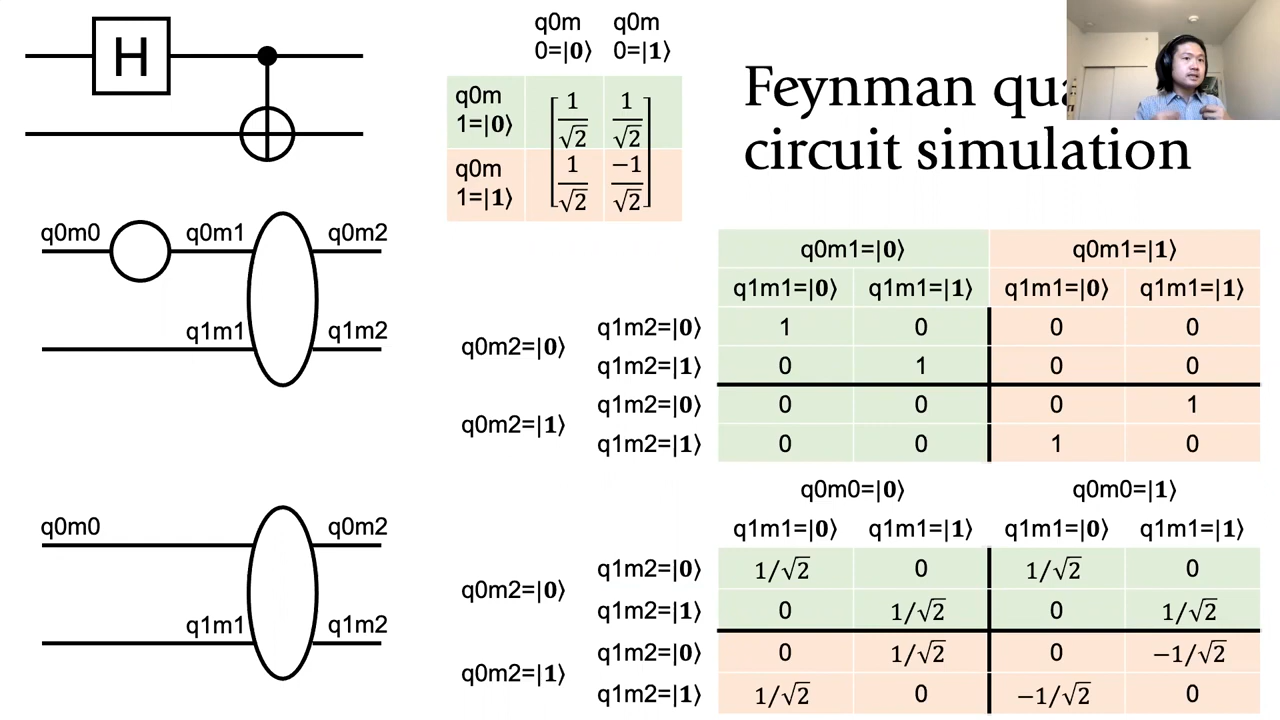 H
q0m0 q0m1 q0m2
q1m1 q1m2
q0m0 q0m2
q1m1 q1m2
q0m q0m
0=|0⟩ 0=|1⟩
q0m
1=|0⟩
1/√2 1/√2
q0m
1=|1⟩
1/√2 -1/√2
Feynman
circuit simulation
q0m1=|0⟩ q0m1=|1⟩
q1m1=|0⟩ q1m1=|1⟩ q1m1=|0⟩ q1m1=|1⟩
q0m2=|0⟩
q1m2=|0⟩ 1 0 0 0
q1m2=|1⟩ 0 1 0 0
q0m2=|1⟩
q1m2=|0⟩ 0 0 0 1
q1m2=|1⟩ 0 0 1 0
q0m0=|0⟩ q0m0=|1⟩
q1m1=|0⟩ q1m1=|1⟩ q1m1=|0⟩ q1m1=|1⟩
q0m2=|0⟩
q1m2=|0⟩ 1/√2 0 1/√2 0
q1m2=|1⟩ 0 1/√2 0 1/√2
q0m2=|1⟩
q1m2=|0⟩ 0 1/√2 0 −1/√2
q1m2=|1⟩ 1/√2 0 −1/√2 0